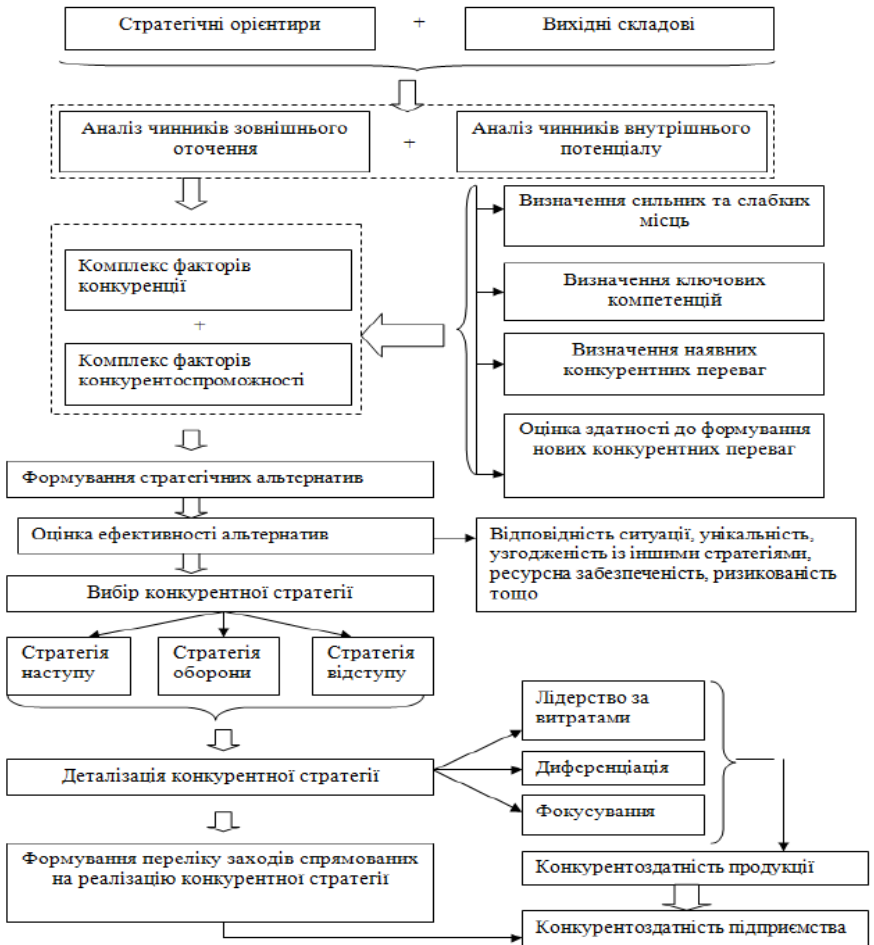 Стратегічні орієнтири
+
Вихідні складові
Аналіз чинників зовнішнього
оточення
+
Аналіз чинників внутрішнього
потенціалу
Визначення сильних та слабких
місць
Комплекс факторів
конкуренції
Визначення ключових
компетенцій
+
Визначення наявних
конкурентних переваг
Комплекс факторів
конкурентоспроможності
Оцінка здатності до формування
нових конкурентних переваг
Формування стратегічних альтернатив
Оцінка ефективності альтернатив
Відповідність ситуації, унікальність,
узгодженість із іншими стратегіями,
ресурсна забезпеченість, ризикованість
тощо
Вибір конкурентної стратегії
Стратегія
наступу
Стратегія
оборони
Стратегія
відступу
Лідерство за
витратами
Деталізація конкурентної стратегії
Диференціація
Фокусування
Формування переліку заходів спрямованих
на реалізацію конкурентної стратегії
Конкурентоздатність продукції
Конкурентоздатність підприємства